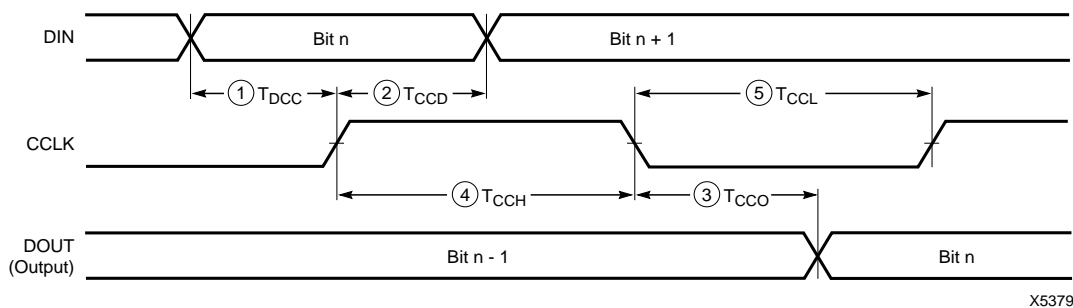 DIN
Bit n
Bit n + 1
1 TDCC
2 TCCD
5 TCCL
CCLK
4 TCCH
3 TCCO
DOUT
(Output)
Bit n - 1
Bit n
X5379